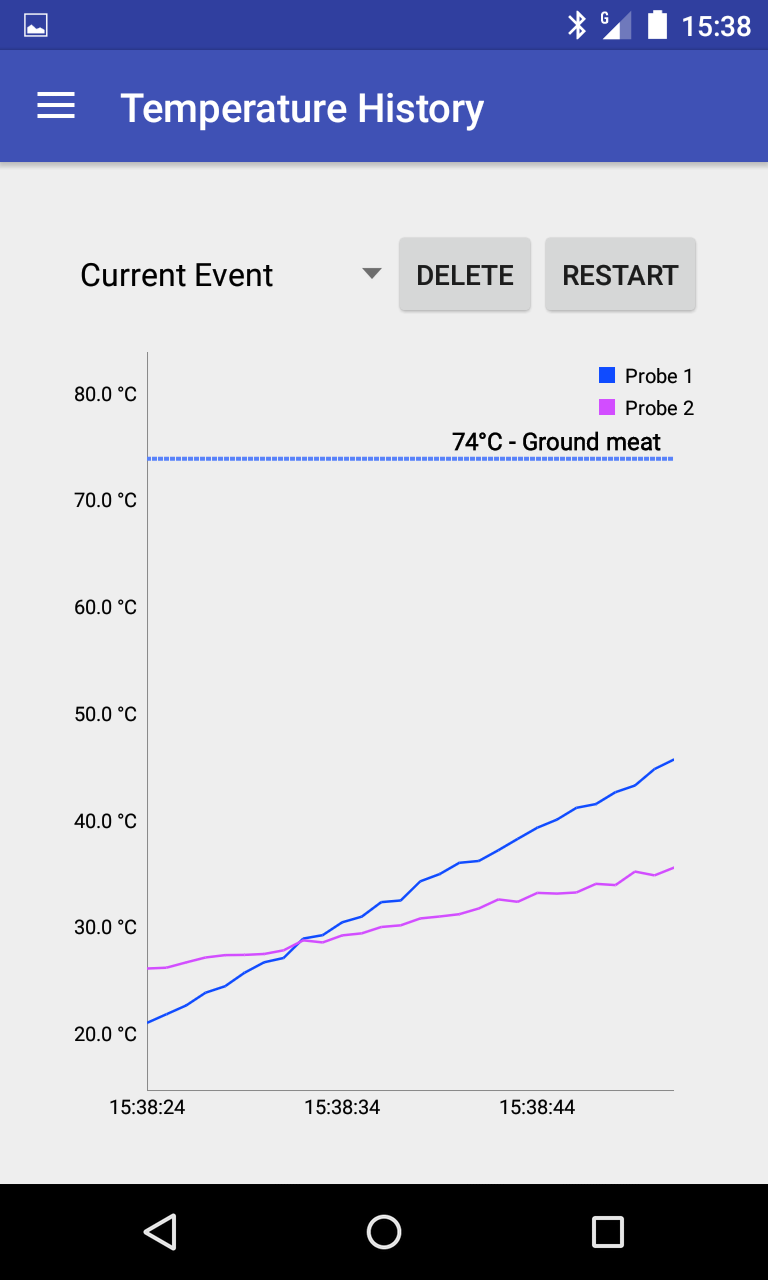 G 15:38
Temperature History
Current Event DELETE RESTART
80.0 °C
Probe 1
Probe 2
74°C - Ground meat
70.0 °C
60.0 °C
50.0 °C
40.0 °C
30.0 °C
20.0 °C
15:38:24 15:38:34 15:38:44